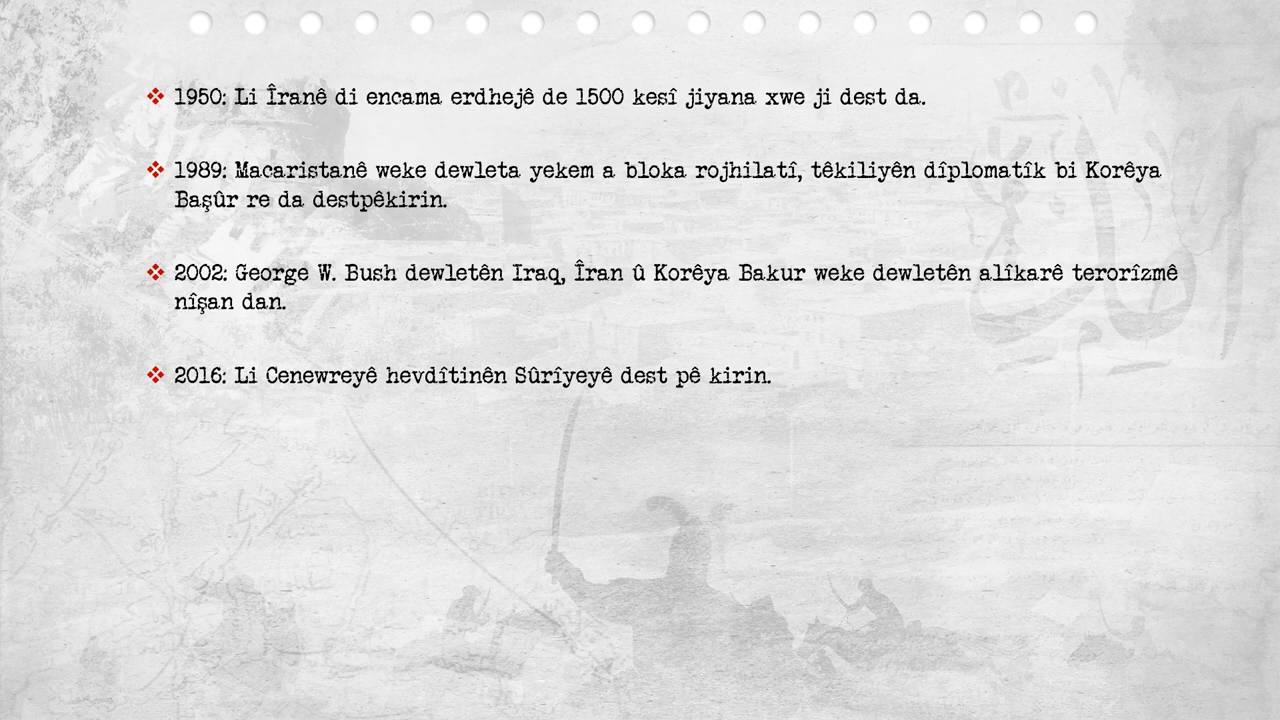 1950: Li Îranê di encama erdhejê de 1500 kesî jiyana xwe ji dest da.
1989: Macaristanê weke dewleta yekem a bloka rojhilatî, têkiliyên dîplomatîk bi Korêya
Başûr re da destpêkirin.
2002: George W. Bush dewletên Iraq, Îran û Korêya Bakur weke dewletên alîkarê terorîzmê
nîşan dan.
2016: Li Cenewreyê hevdîtinên Sûrîyeyê dest pê kirin.